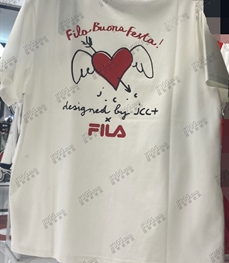 Fila Buona Festa!
J.C.C.
designed by JCC+
x
FILA